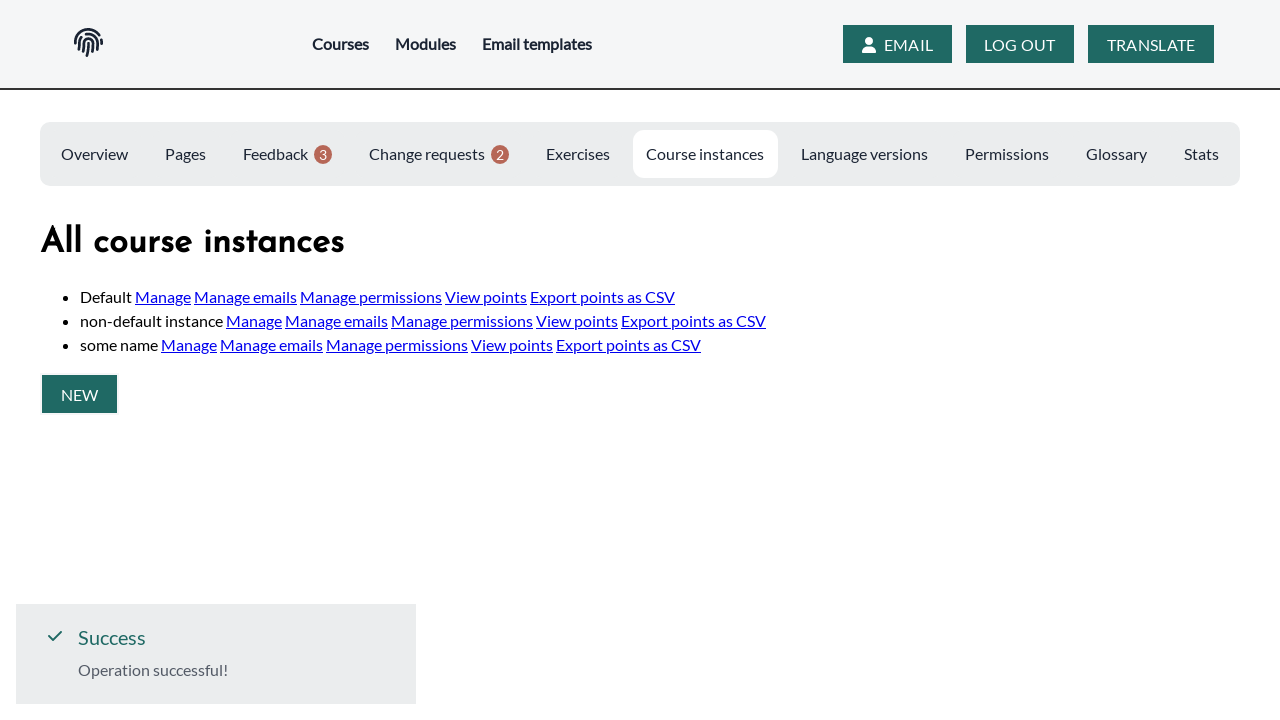 Courses Modules Email templates EMAIL LOG OUT TRANSLATE
Overview Pages Feedback 3 Change requests 2 Exercises Course instances Language versions Permissions Glossary Stats
All course instances
Default Manage Manage emails Manage permissions View points Export points as CSV
non-default instance Manage Manage emails Manage permissions View points Export points as CSV
some name Manage Manage emails Manage permissions View points Export points as CSV
NEW
Success
Operation successful!